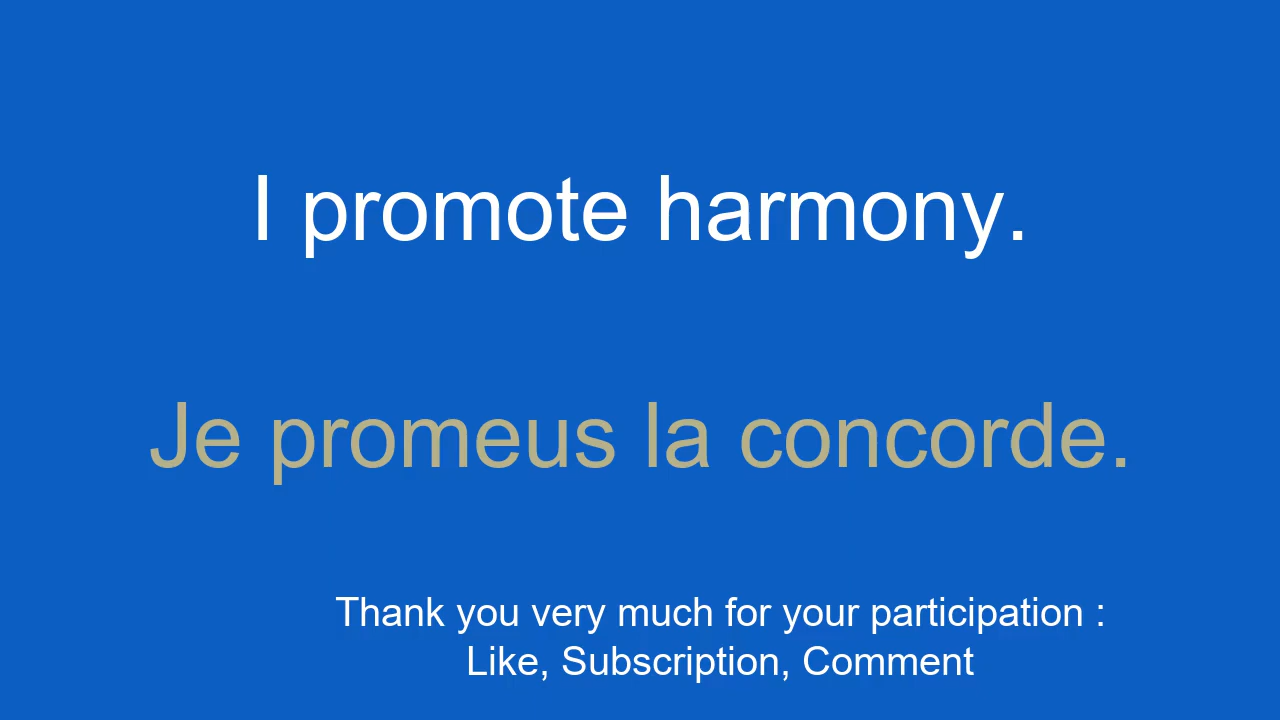 I promote harmony.
Je promeus la concorde.
Thank you very much for your participation :
Like, Subscription, Comment